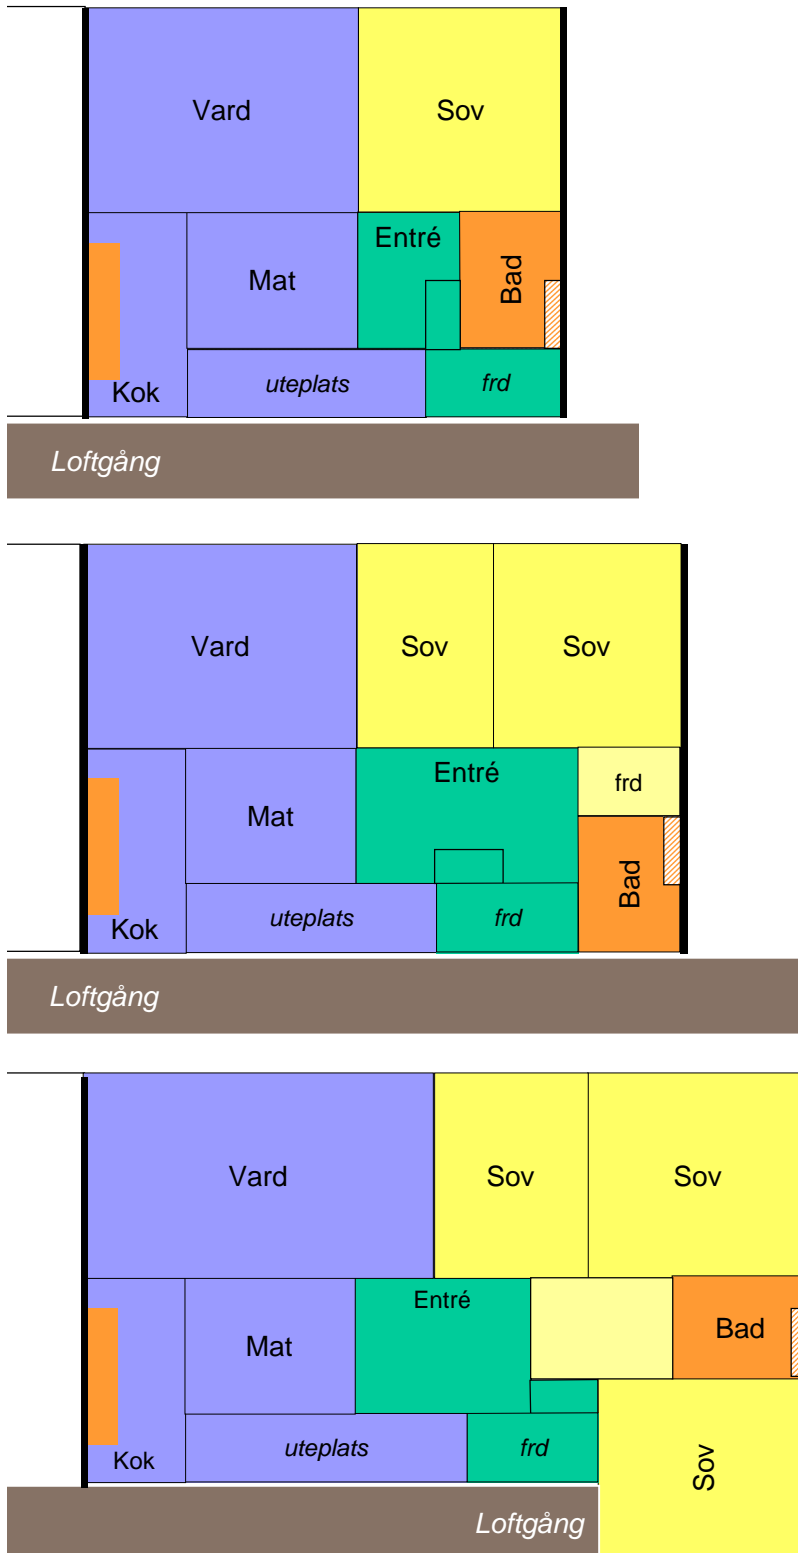 Vard
Sov
Entré
Mat
Bad
Kok
uteplats
frd
Loftgång
Vard
Sov
Sov
Entré
frd
Mat
Bad
Kok
uteplats
frd
Loftgång
Vard
Sov
Sov
Entré
Mat
Bad
Kok
uteplats
frd
Sov
Loftgång